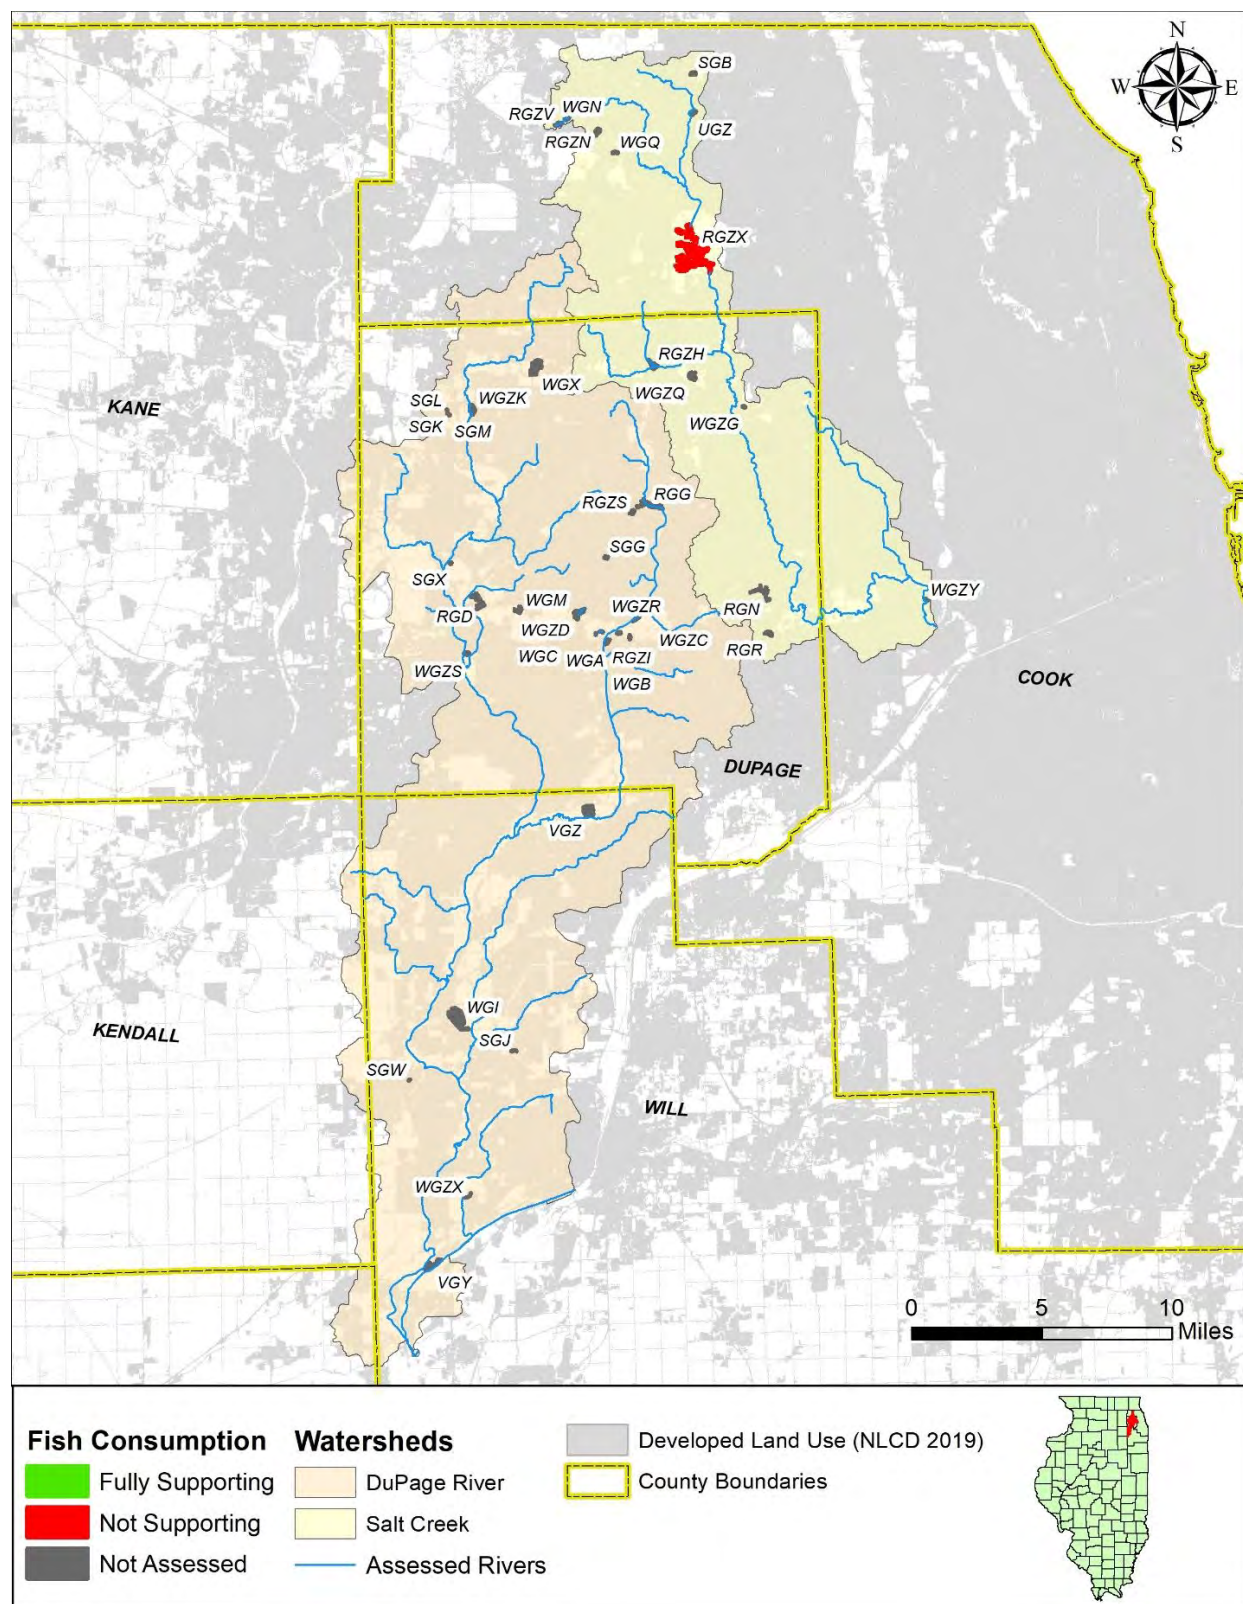 N
W
E
S
SGB
RGZV
WGN
UGZ
RGZN
WGQ
RGZX
RGZH
WGX
WGZQ
SGL
WGZK
KANE
SGK
SGM
WGZG
RGZS
RGG
SGG
SGX
WGM
WGZR
RGN
WGZY
RGD
WGZD
WGZC
WGC
WGA
RGZI
RGR
WGZS
WGB
COOK
DUPAGE
VGZ
WGI
KENDALL
SGJ
SGW
WILL
WGZX
VGY
0 5 10
Miles
Fish Consumption
Fully Supporting
Not Supporting
Not Assessed
Watersheds
DuPage River
Salt Creek
Assessed Rivers
Developed Land Use (NLCD 2019)
County Boundaries